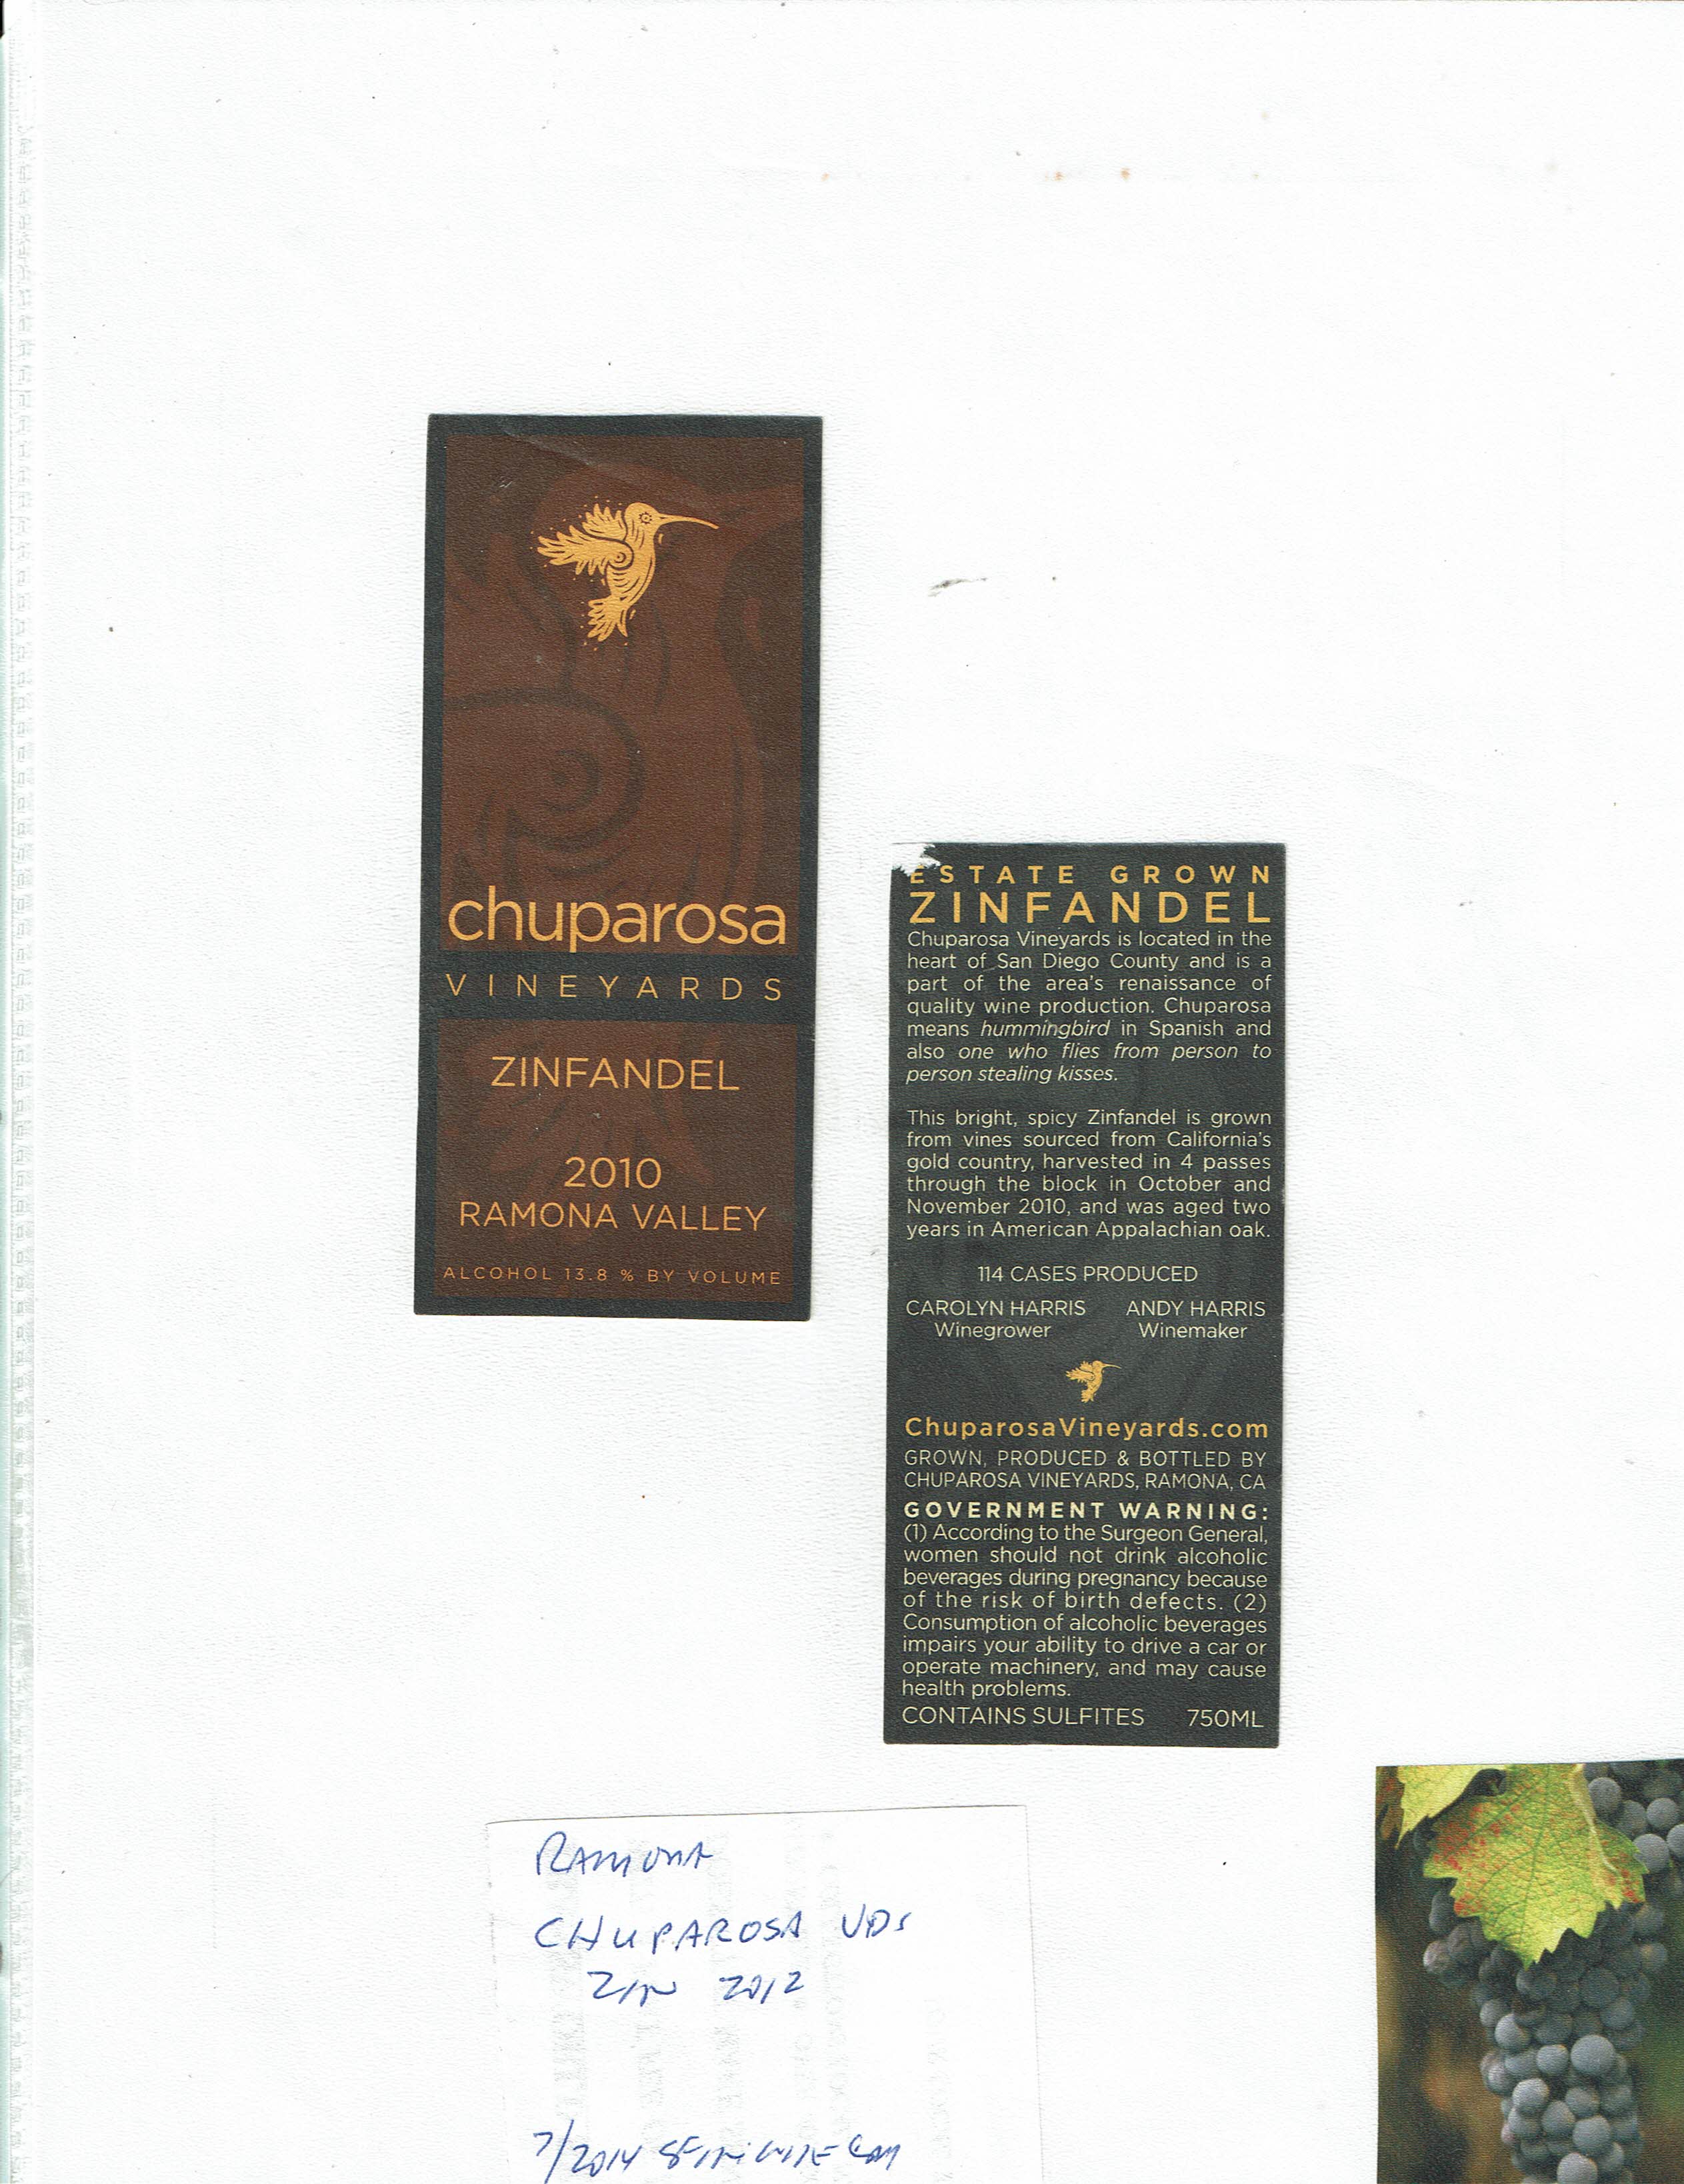 chuparosa
VINEYARDS
ZINFANDEL
2010
RAMONA VALLEY
ALCOHOL 13.8 % BY VOLUME
ESTATE GROWN
ZINFANDEL
Chuparosa Vineyards is located in the
heart of San Diego County and is a
part of the area's renaissance of
quality wine production. Chuparosa
means hummingbird in Spanish and
also one who flies from person to
person stealing kisses.
This bright, spicy Zinfandel is grown
from vines sourced from California's
gold country, harvested in 4 passes
through the block in October and
November 2010, and was aged two
years in American Appalachian oak.
114 CASES PRODUCED
CAROLYN HARRIS ANDY HARRIS
Winegrower Winemaker
ChuparosaVineyards.com
GROWN, PRODUCED & BOTTLED BY
CHUPAROSA VINEYARDS, RAMONA, CA
GOVERNMENT WARNING:
(1) According to the Surgeon General,
women should not drink alcoholic
beverages during pregnancy because
of the risk of birth defects. (2)
Consumption of alcoholic beverages
impairs your ability to drive a car or
operate machinery, and may cause
health problems.
CONTAINS SULFITES 750ML
RAMONA
CHUPAROSA VDS
ZIN 2012
7/2014